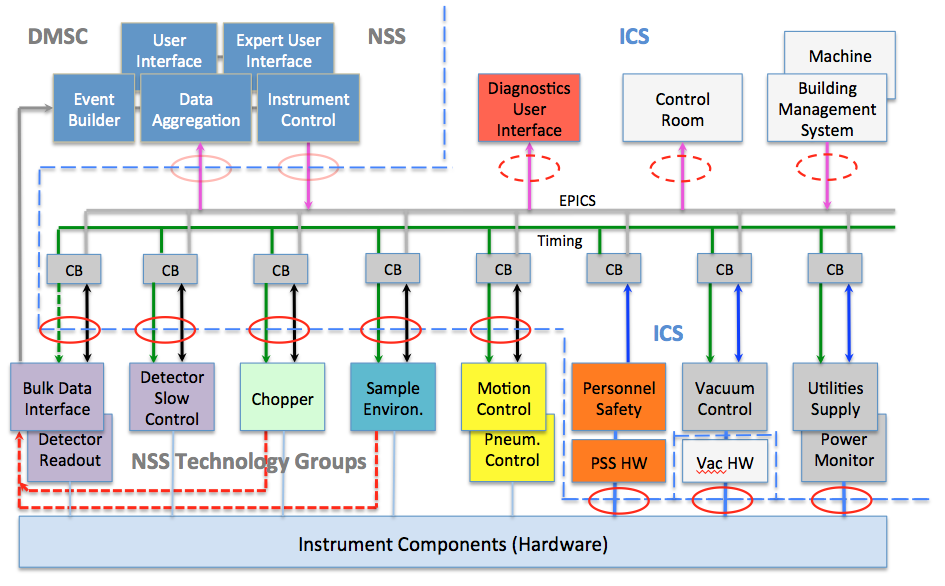 DMSC
NSS
ICS
User
Interface
Expert User
Interface
Machine
Event
Builder
Data
Aggregation
Instrument
Control
Diagnostics
User
Interface
Control
Room
Building
Management
System
EPICS
Timing
CB
CB
CB
CB
CB
CB
CB
CB
ICS
Bulk Data
Interface
Detector
Slow
Control
Chopper
Sample
Environ.
Motion
Control
Personnel
Safety
Vacuum
Control
Utilities
Supply
Detector
Readout
NSS Technology Groups
Pneum.
Control
PSS HW
Vac HW
Power
Monitor
Instrument Components (Hardware)